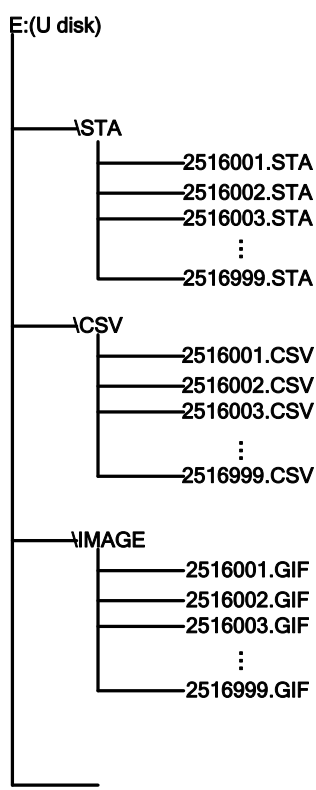 E:(U disk)
\STA
2516001.STA
2516002.STA
2516003.STA
⋮
2516999.STA
\CSV
2516001.CSV
2516002.CSV
2516003.CSV
⋮
2516999.CSV
\IMAGE
2516001.GIF
2516002.GIF
2516003.GIF
⋮
2516999.GIF